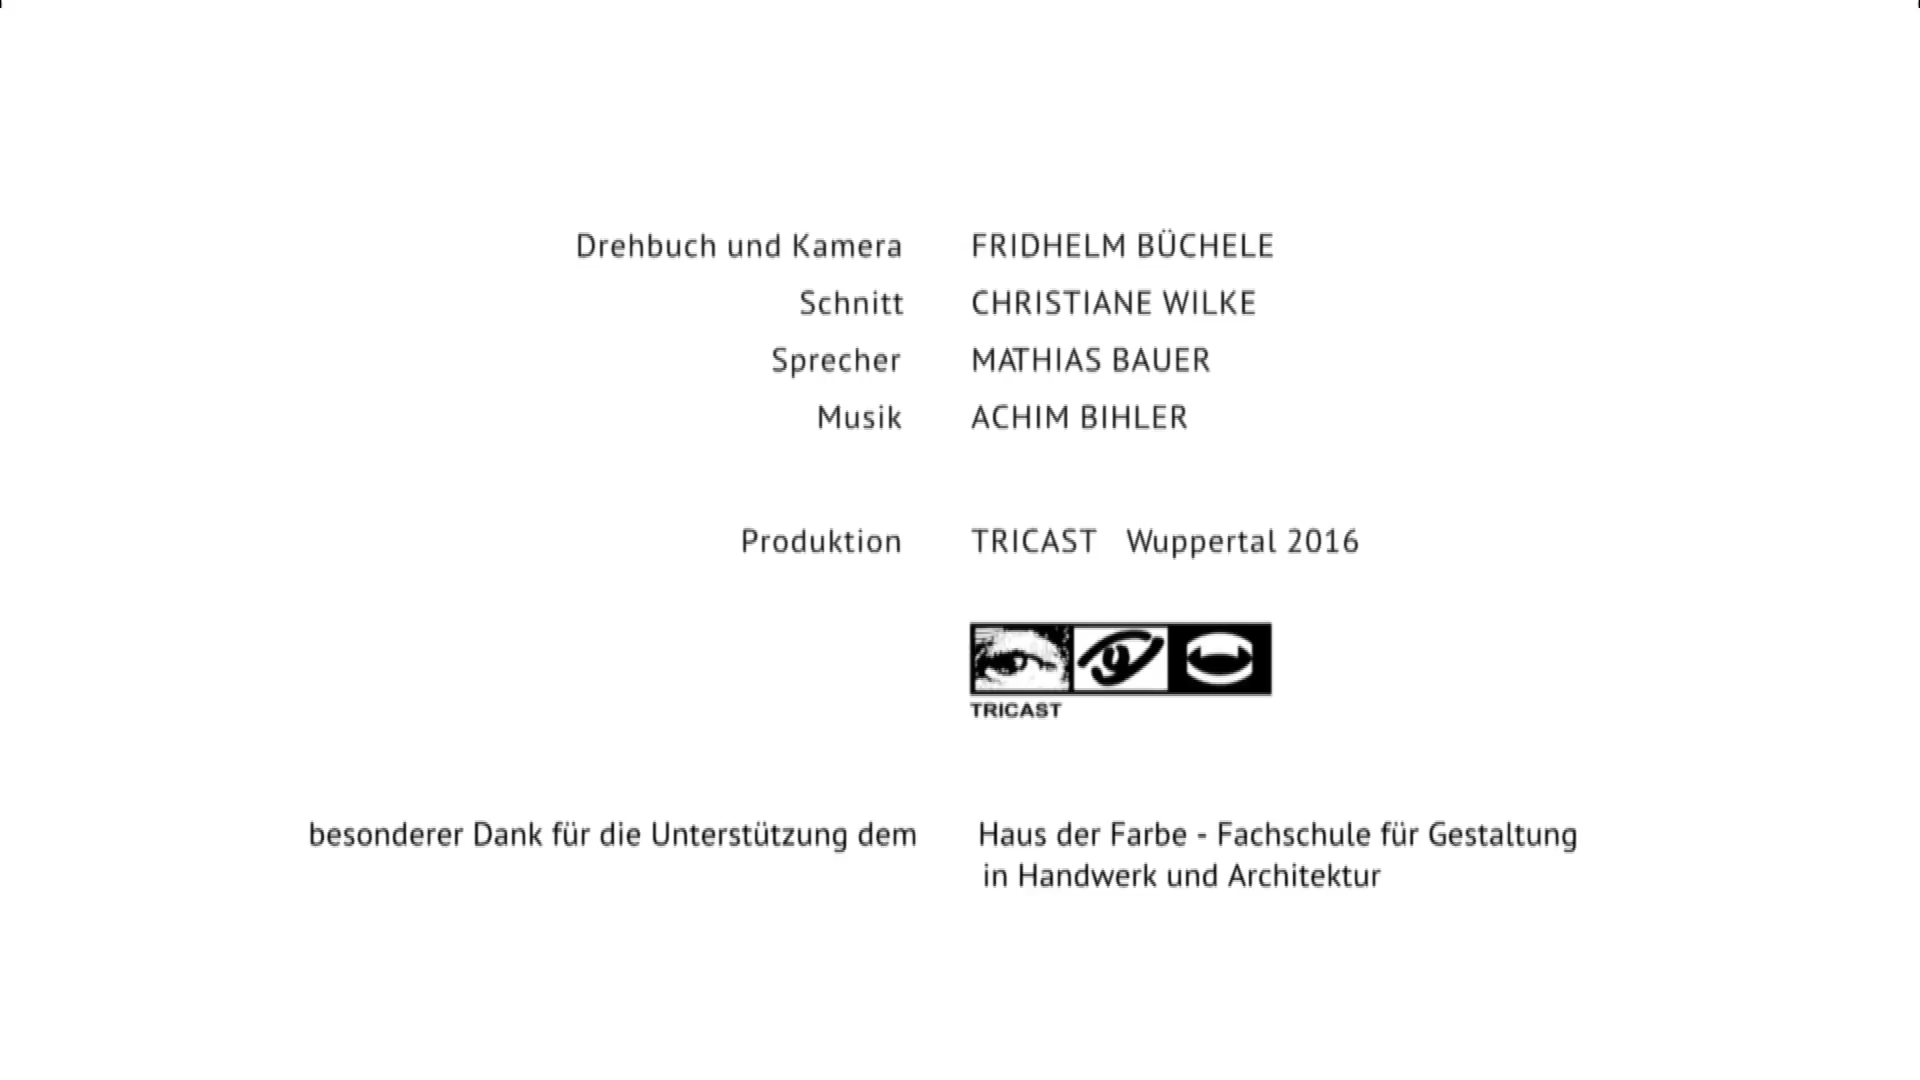 Drehbuch und Kamera FRIDHELM BÜCHELE
Schnitt CHRISTIANE WILKE
Sprecher MATHIAS BAUER
Musik ACHIM BIHLER
Produktion TRICAST Wuppertal 2016
TRICAST
besonderer Dank für die Unterstützung dem Haus der Farbe - Fachschule für Gestaltung
in Handwerk und Architektur